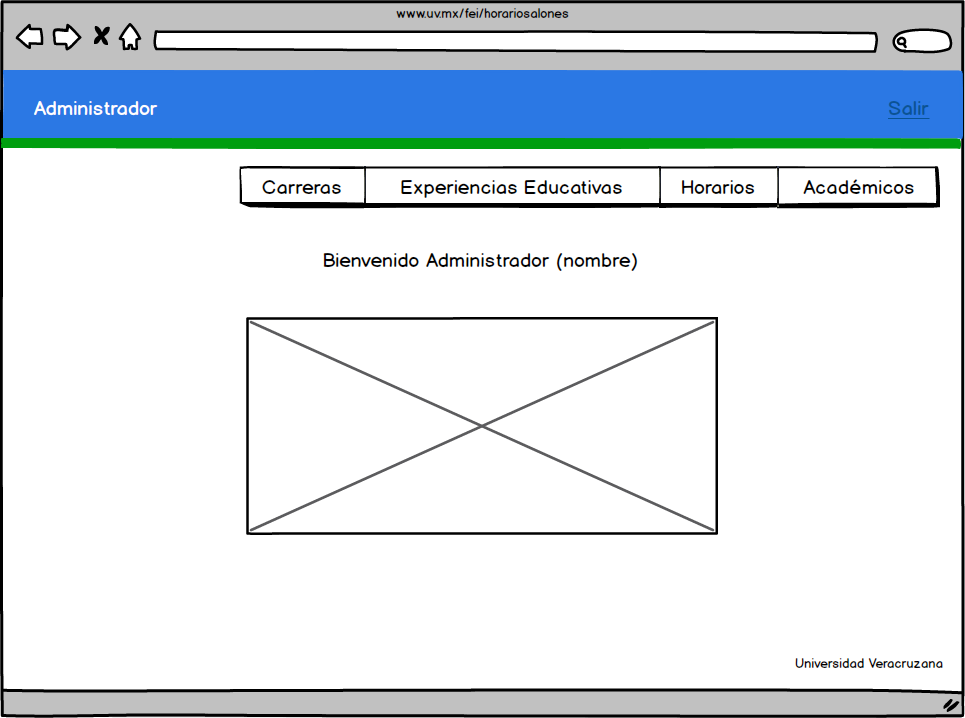 www.uv.mx/fei/horariosalones
Administrador
Salir
Carreras
Experiencias Educativas
Horarios
Académicos
Bienvenido Administrador (nombre)
Universidad Veracruzana